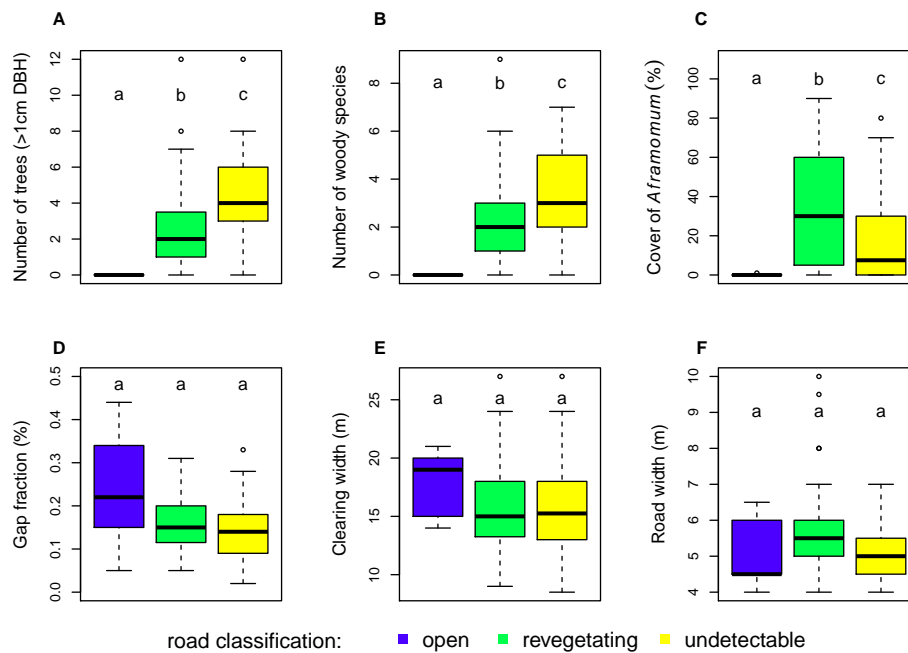 A
Number of trees (>1cm DBH)
0 2 4 6 8 10 12
a b c
B
Number of woody species
0 2 4 6 8
a b c
C
Cover of Aframomum (%)
0 20 40 60 80 100
a b c
D
Gap fraction (%)
0.0 0.1 0.2 0.3 0.4 0.5
a a a
E
Clearing width (m)
10 15 20 25
a a a
F
Road width (m)
4 5 6 7 8 9 10
a a a
road classification: open revegetating undetectable